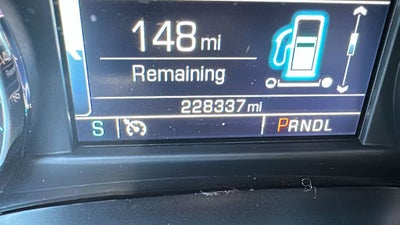 148 mi
Remaining
228337 mi
S PRNDL